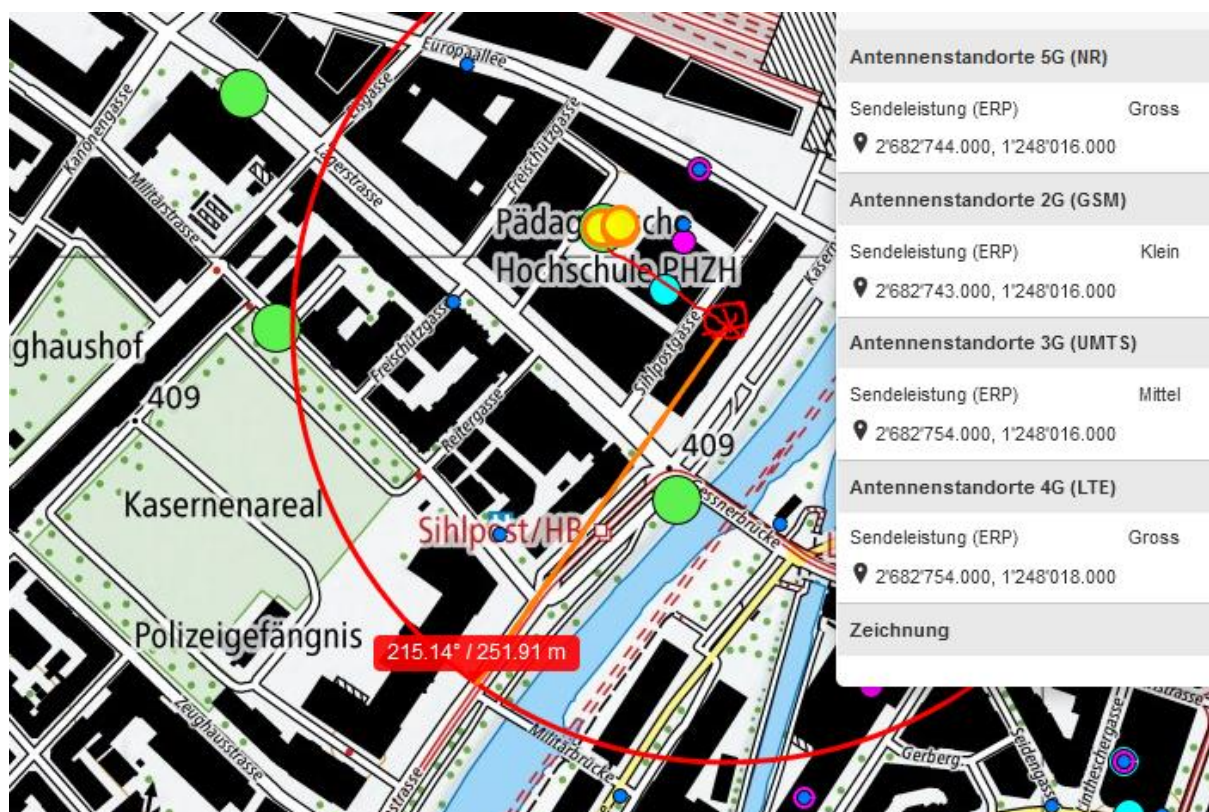 Europaallee
Kanonengasse
Eisgasse
Lagerstrasse
Freischützgasse
Militärstrasse
Pädagogische
Hochschule PHZH
Kasern
ghaushof
Freischützgasse
Sihlpostgasse
409
Reitergasse
409
Kasernenareal
Gessnerbrücke
Sihlpost/HB
Polizeigefängnis
215.14° / 251.91 m
Zeughausstrasse
Militärbrücke
strasse
Gerberg
Seidengasse
Antennenstandorte 5G (NR)
Sendeleistung (ERP) Gross
2'682'744.000, 1'248'016.000
Antennenstandorte 2G (GSM)
Sendeleistung (ERP) Klein
2'682'743.000, 1'248'016.000
Antennenstandorte 3G (UMTS)
Sendeleistung (ERP) Mittel
2'682'754.000, 1'248'016.000
Antennenstandorte 4G (LTE)
Sendeleistung (ERP) Gross
2'682'754.000, 1'248'018.000
Zeichnung